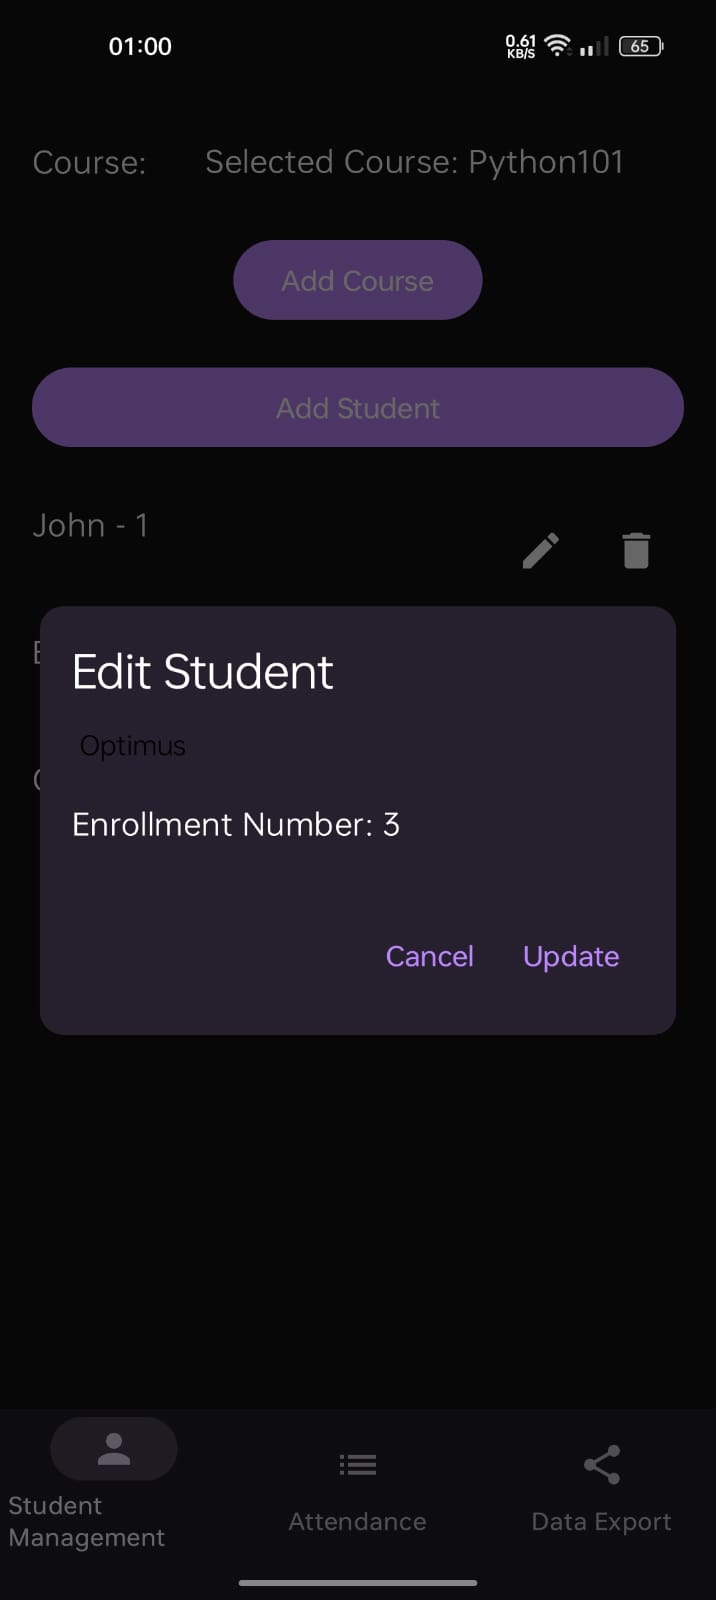 01:00
0.61
KB/S
65
Course:
Selected Course: Python101
Add Course
Add Student
John - 1
Edit Student
Optimus
Enrollment Number: 3
Cancel
Update
Student
Management
Attendance
Data Export